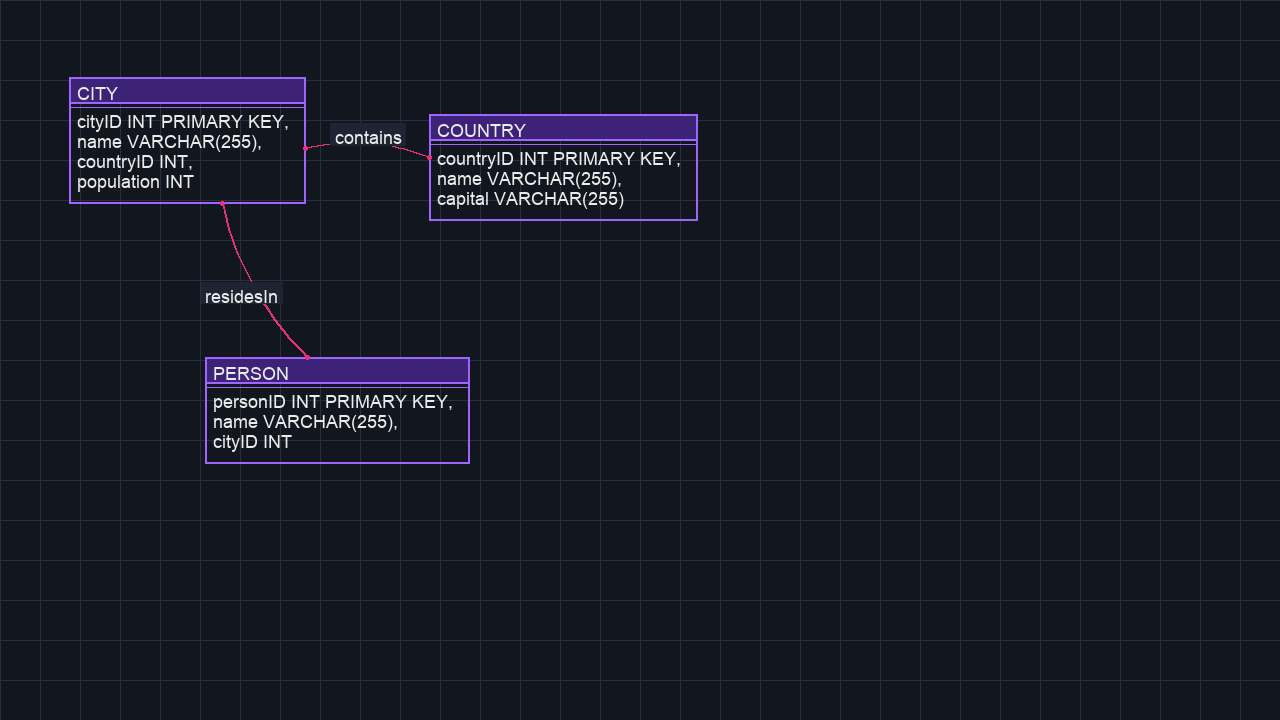 CITY
cityID INT PRIMARY KEY,
name VARCHAR(255),
countryID INT,
population INT
contains
COUNTRY
countryID INT PRIMARY KEY,
name VARCHAR(255),
capital VARCHAR(255)
residesIn
PERSON
personID INT PRIMARY KEY,
name VARCHAR(255),
cityID INT